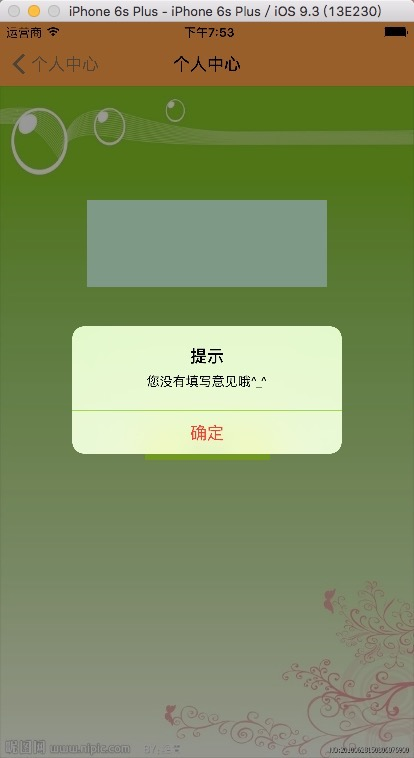 iPhone 6s Plus - iPhone 6s Plus / iOS 9.3 (13E230)
运营商 下午7:53
个人中心 个人中心
提示
您没有填写意见哦^_^
确定
昵图网 www.nipic.com